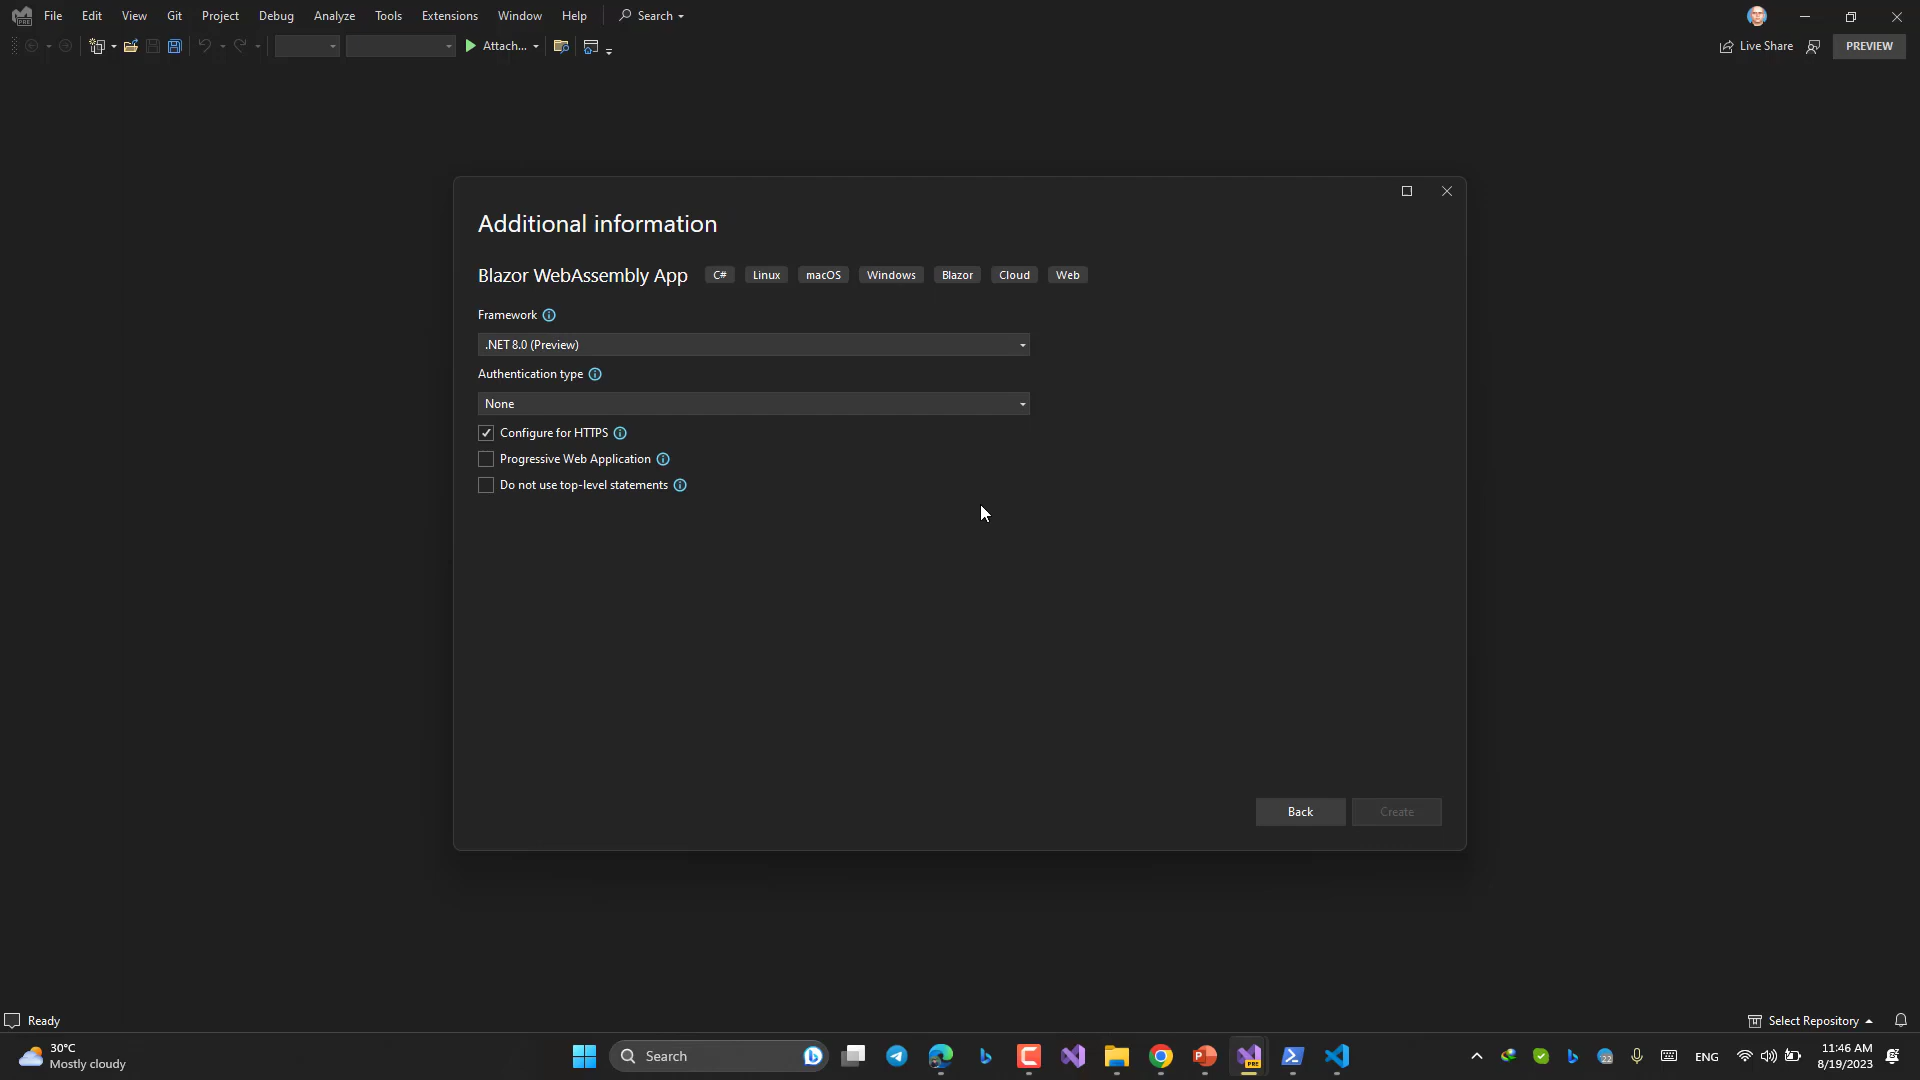 File Edit View Git Project Debug Analyze Tools Extensions Window Help Search
Attach... Live Share PREVIEW
Additional information
Blazor WebAssembly App C# Linux macOS Windows Blazor Cloud Web
Framework
.NET 8.0 (Preview)
Authentication type
None
Configure for HTTPS
Progressive Web Application
Do not use top-level statements
Back Create
Ready Select Repository
30°C
Mostly cloudy
Search
ENG
11:46 AM
8/19/2023